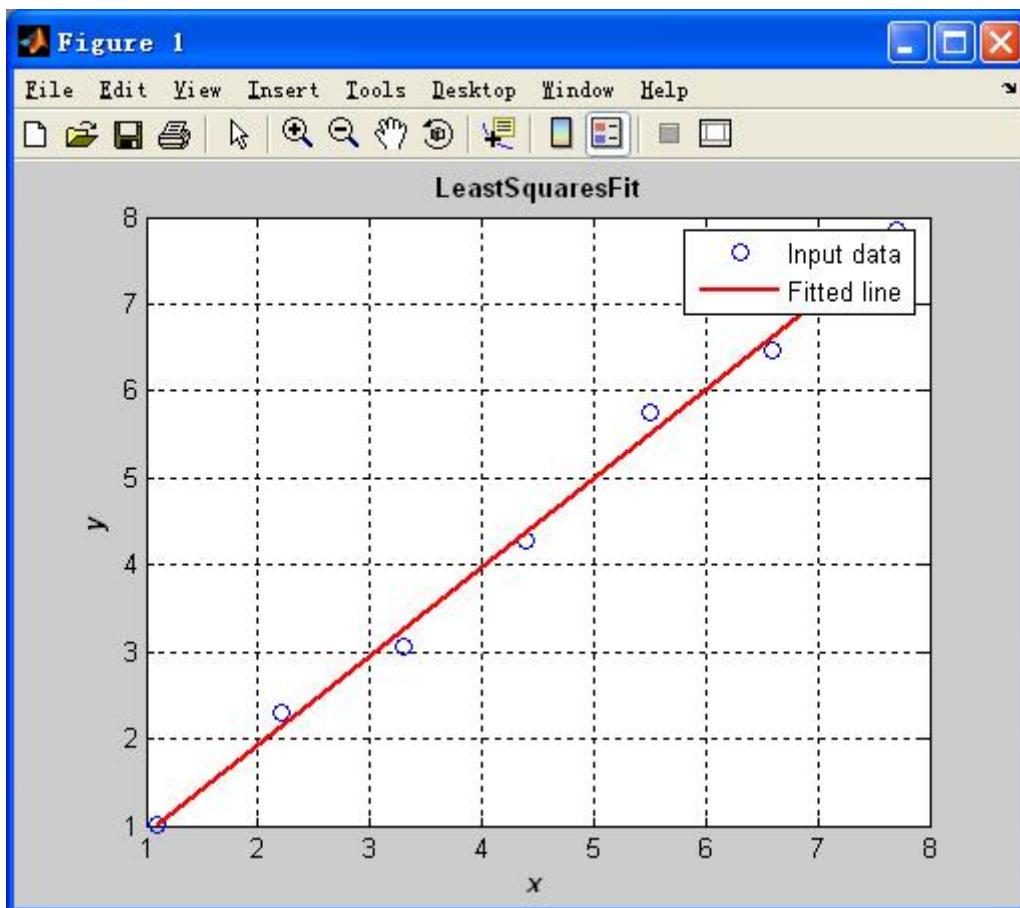 Figure 1
File Edit View Insert Tools Desktop Window Help
LeastSquaresFit
8
7
6
5
4
3
2
1
y
Input data
Fitted line
1 2 3 4 5 6 7 8
x